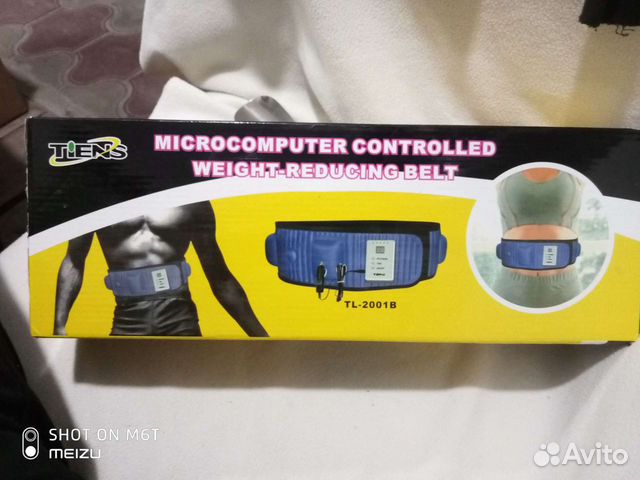 TIENS
MICROCOMPUTER CONTROLLED
WEIGHT-REDUCING BELT
TL-2001B
SHOT ON M6T
MEIZU
Avito